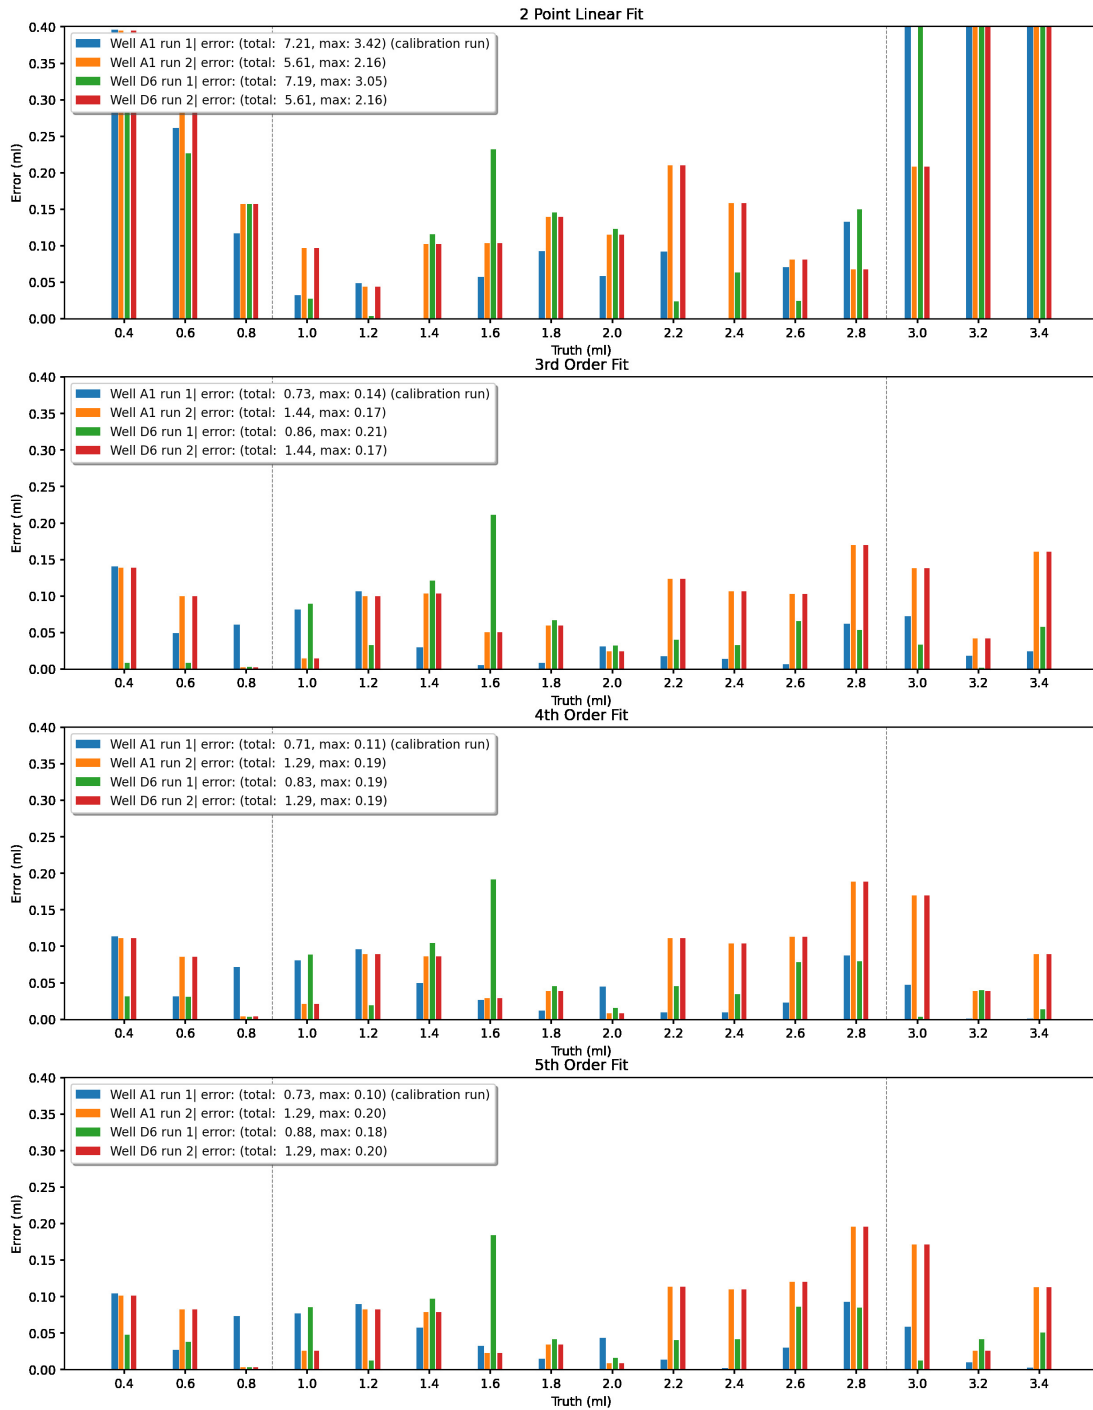 2 Point Linear Fit
Well A1 run 1| error: (total:  7.21, max: 3.42) (calibration run)
Well A1 run 2| error: (total:  5.61, max: 2.16)
Well D6 run 1| error: (total:  7.19, max: 3.05)
Well D6 run 2| error: (total:  5.61, max: 2.16)
0.40
0.35
0.30
0.25
0.20
0.15
0.10
0.05
0.00
Error (ml)
0.4 0.6 0.8 1.0 1.2 1.4 1.6 1.8 2.0 2.2 2.4 2.6 2.8 3.0 3.2 3.4
Truth (ml)
3rd Order Fit
Well A1 run 1| error: (total:  0.73, max: 0.14) (calibration run)
Well A1 run 2| error: (total:  1.44, max: 0.17)
Well D6 run 1| error: (total:  0.86, max: 0.21)
Well D6 run 2| error: (total:  1.44, max: 0.17)
0.40
0.35
0.30
0.25
0.20
0.15
0.10
0.05
0.00
Error (ml)
0.4 0.6 0.8 1.0 1.2 1.4 1.6 1.8 2.0 2.2 2.4 2.6 2.8 3.0 3.2 3.4
Truth (ml)
4th Order Fit
Well A1 run 1| error: (total:  0.71, max: 0.11) (calibration run)
Well A1 run 2| error: (total:  1.29, max: 0.19)
Well D6 run 1| error: (total:  0.83, max: 0.19)
Well D6 run 2| error: (total:  1.29, max: 0.19)
0.40
0.35
0.30
0.25
0.20
0.15
0.10
0.05
0.00
Error (ml)
0.4 0.6 0.8 1.0 1.2 1.4 1.6 1.8 2.0 2.2 2.4 2.6 2.8 3.0 3.2 3.4
Truth (ml)
5th Order Fit
Well A1 run 1| error: (total:  0.73, max: 0.10) (calibration run)
Well A1 run 2| error: (total:  1.29, max: 0.20)
Well D6 run 1| error: (total:  0.88, max: 0.18)
Well D6 run 2| error: (total:  1.29, max: 0.20)
0.40
0.35
0.30
0.25
0.20
0.15
0.10
0.05
0.00
Error (ml)
0.4 0.6 0.8 1.0 1.2 1.4 1.6 1.8 2.0 2.2 2.4 2.6 2.8 3.0 3.2 3.4
Truth (ml)